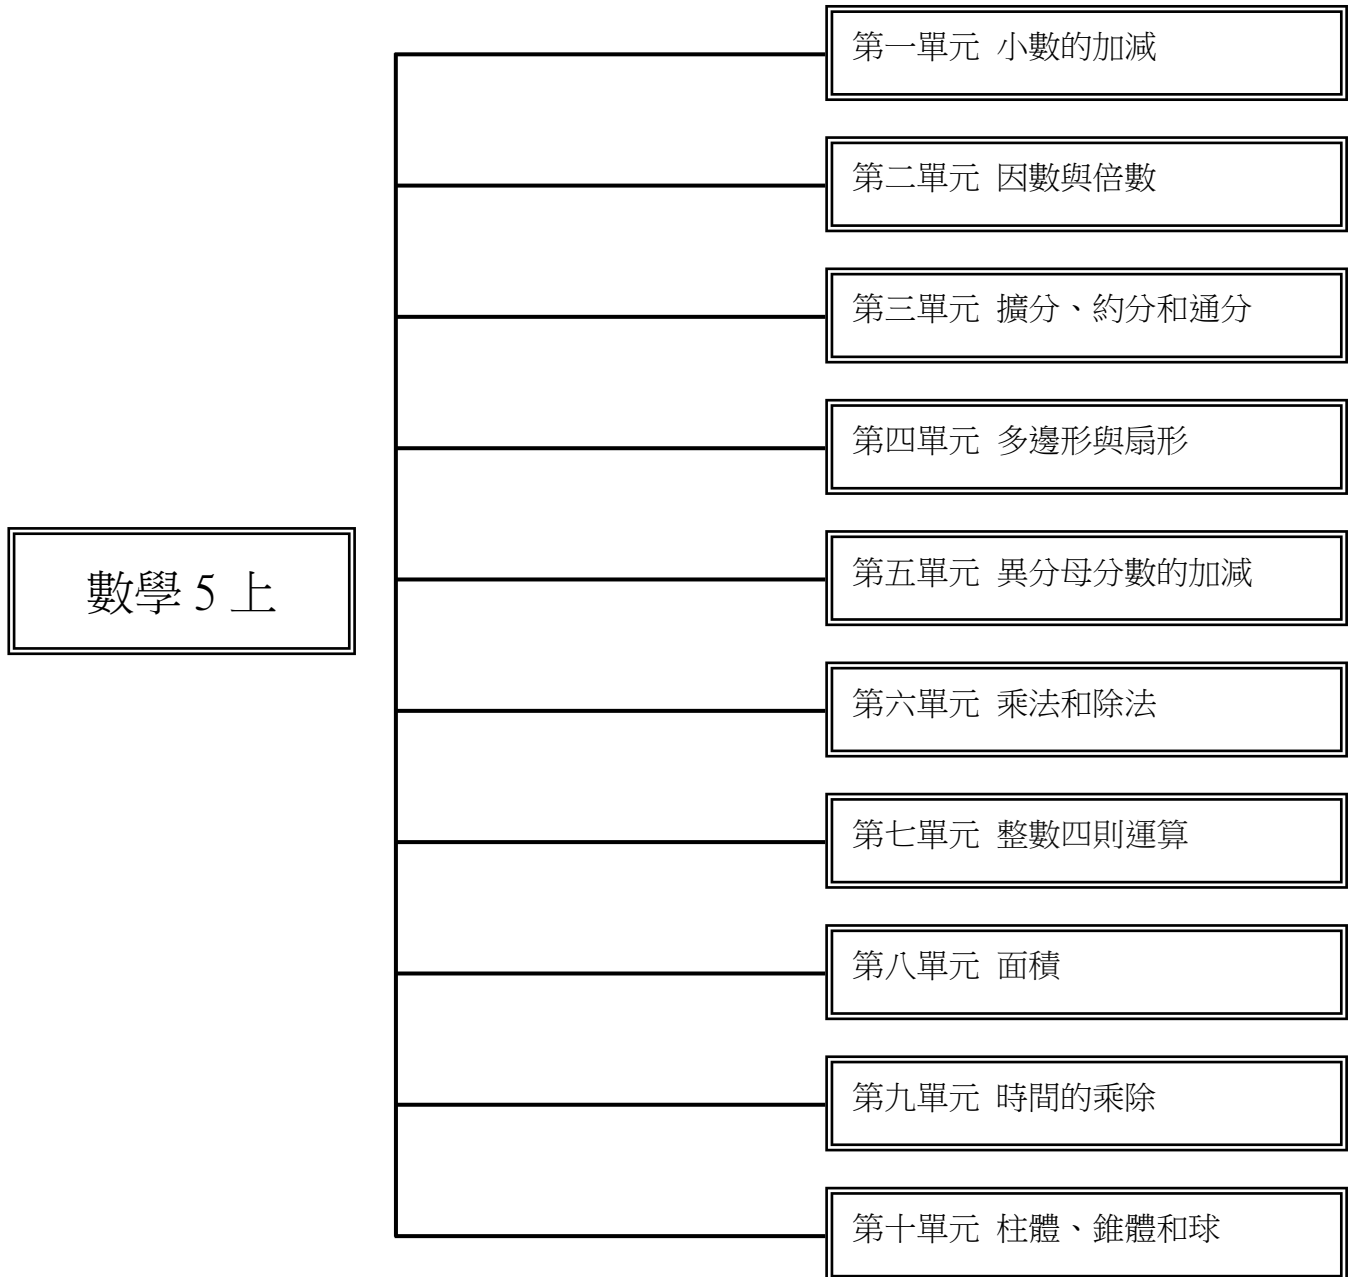 第一單元 小數的加減
第二單元 因數與倍數
第三單元 擴分、約分和通分
第四單元 多邊形與扇形
數學 5 上
第五單元 異分母分數的加減
第六單元 乘法和除法
第七單元 整數四則運算
第八單元 面積
第九單元 時間的乘除
第十單元 柱體、錐體和球